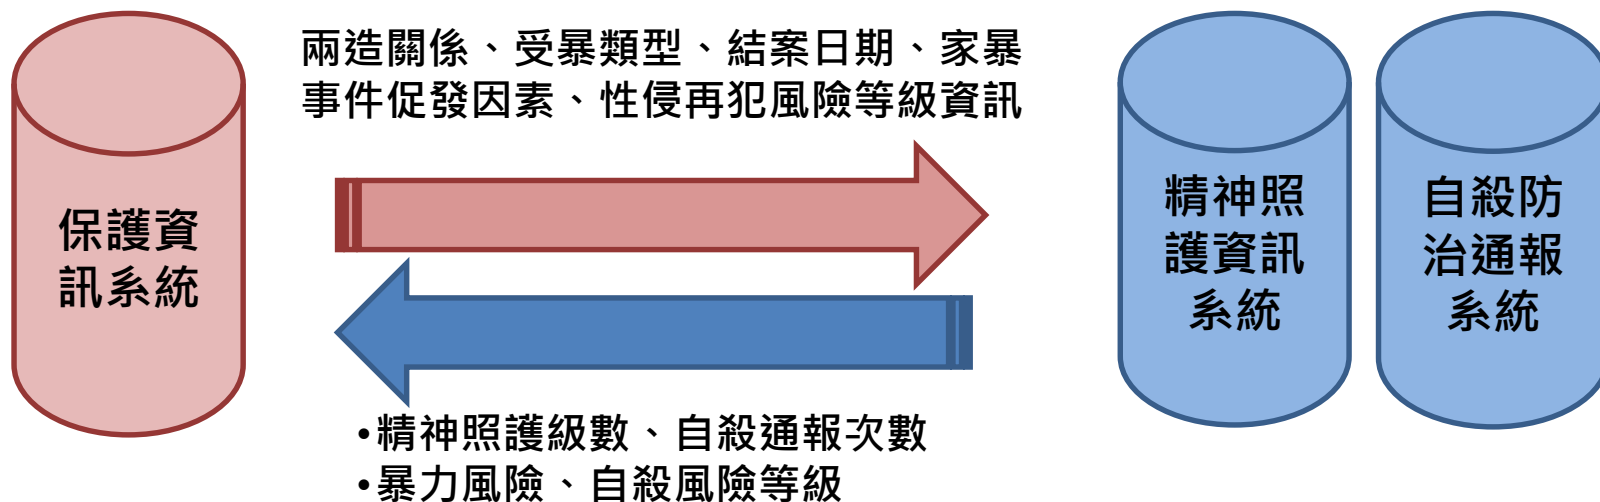 兩造關係、受暴類型、結案日期、家暴
事件促發因素、性侵再犯風險等級資訊
保護資
訊系統
精神照
護資訊
系統
自殺防
治通報
系統
•精神照護級數、自殺通報次數
•暴力風險、自殺風險等級